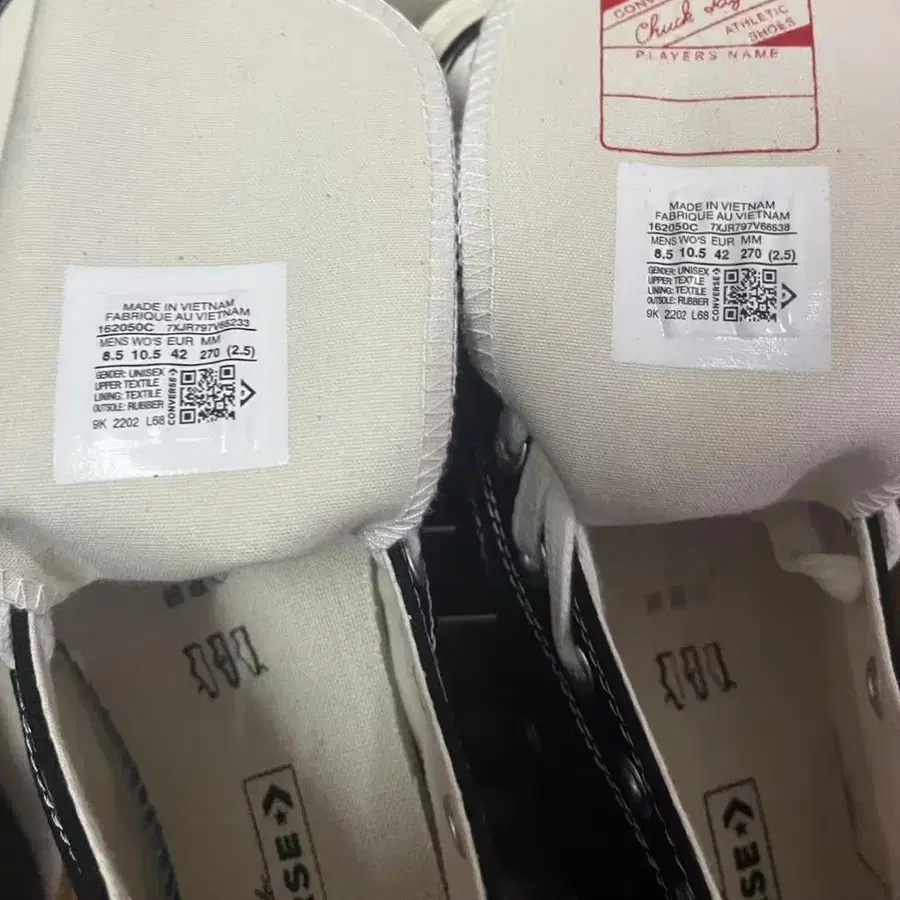 MADE IN VIETNAM
FABRIQUE AU VIETNAM
162050C 7XJR797V66233
MENS WO'S EUR MM
8.5 10.5 42 270 (2.5)
GENDER: UNISEX
UPPER: TEXTILE
LINING: TEXTILE
OUTSOLE: RUBBER
9K 2202 L68
CONVERSE
Chuck
ATHLETIC
SHOES
PLAYERS NAME
MADE IN VIETNAM
FABRIQUE AU VIETNAM
162050C 7XJR797V66538
MENS WO'S EUR MM
8.5 10.5 42 270 (2.5)
GENDER: UNISEX
UPPER: TEXTLE
LINING: TEXTILE
OUTSOLE: RUBBER
9K 2202 L68
CONVERSE